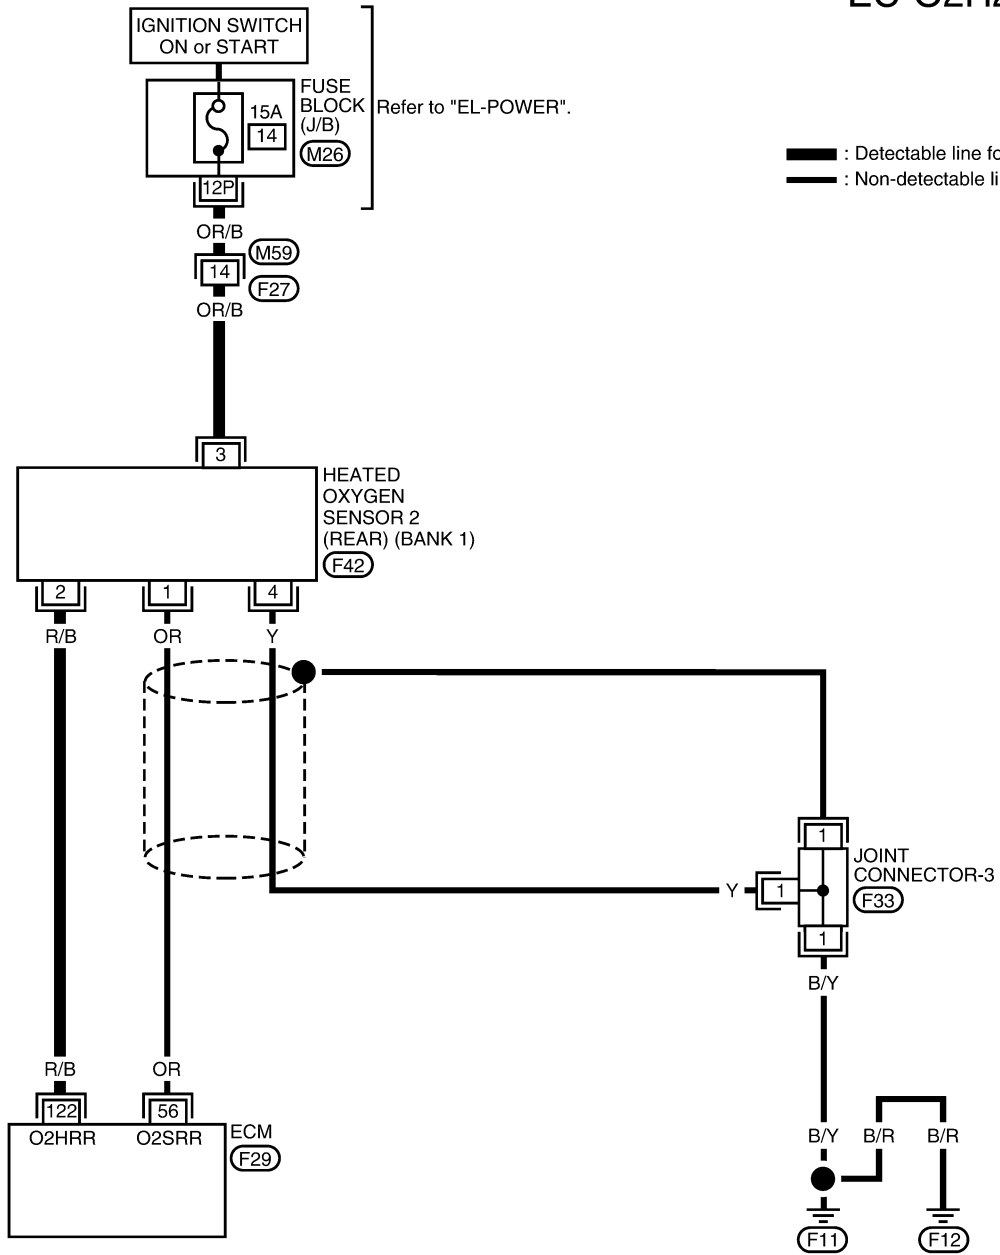 IGNITION SWITCH
ON or START
FUSE
BLOCK
(J/B)
M26
15A
14
Refer to "EL-POWER".
: Detectable line
: Non-detectable
12P
OR/B
M59
14
F27
OR/B
3
HEATED
OXYGEN
SENSOR 2
(REAR) (BANK 1)
F42
2
1
4
R/B
OR
Y
1
JOINT
CONNECTOR-3
F33
Y
1
1
B/Y
R/B
OR
122
56
O2HRR
O2SRR
ECM
F29
B/Y
B/R
B/R
F11
F12